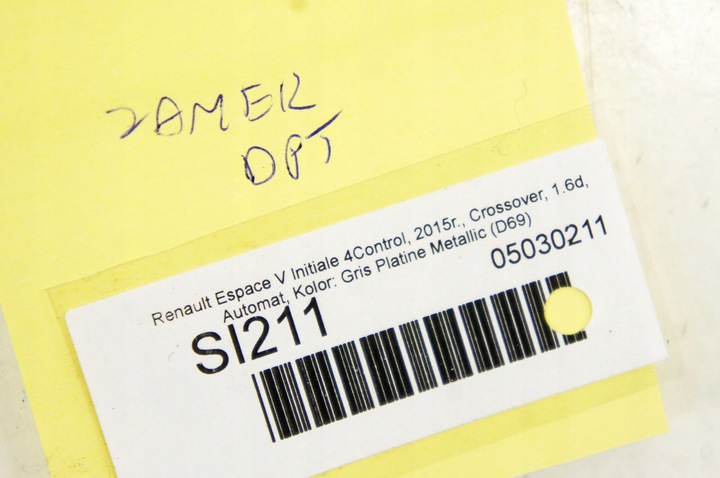 ZAMEK
DPT
Renault Espace V Initiale 4Control, 2015r., Crossover, 1.6d,
Automat, Kolor: Gris Platine Metallic (D69)
SI211
05030211